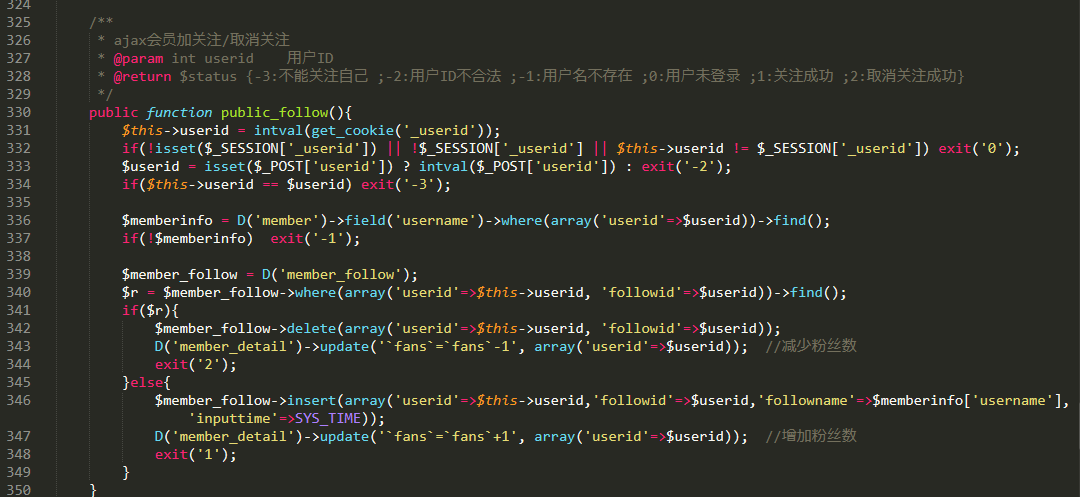 324
325 /**
326 * ajax会员加关注/取消关注
327 * @param int userid 用户ID
328 * @return $status {-3:不能关注自己 ;-2:用户ID不合法 ;-1:用户名不存在 ;0:用户未登录 ;1:关注成功 ;2:取消关注成功}
329 */
330 public function public_follow(){
331 $this->userid = intval(get_cookie('_userid'));
332 if(!isset($_SESSION['_userid']) || !$_SESSION['_userid'] || $this->userid != $_SESSION['_userid']) exit('0');
333 $userid = isset($_POST['userid']) ? intval($_POST['userid']) : exit('-2');
334 if($this->userid == $userid) exit('-3');
335
336 $memberinfo = D('member')->field('username')->where(array('userid'=>$userid))->find();
337 if(!$memberinfo)  exit('-1');
338
339 $member_follow = D('member_follow');
340 $r = $member_follow->where(array('userid'=>$this->userid, 'followid'=>$userid))->find();
341 if($r){
342 $member_follow->delete(array('userid'=>$this->userid, 'followid'=>$userid));
343 D('member_detail')->update('`fans`=`fans`-1', array('userid'=>$userid));  //减少粉丝数
344 exit('2');
345 }else{
346 $member_follow->insert(array('userid'=>$this->userid,'followid'=>$userid,'followname'=>$memberinfo['username'],
'inputtime'=>SYS_TIME));
347 D('member_detail')->update('`fans`=`fans`+1', array('userid'=>$userid));  //增加粉丝数
348 exit('1');
349 }
350 }